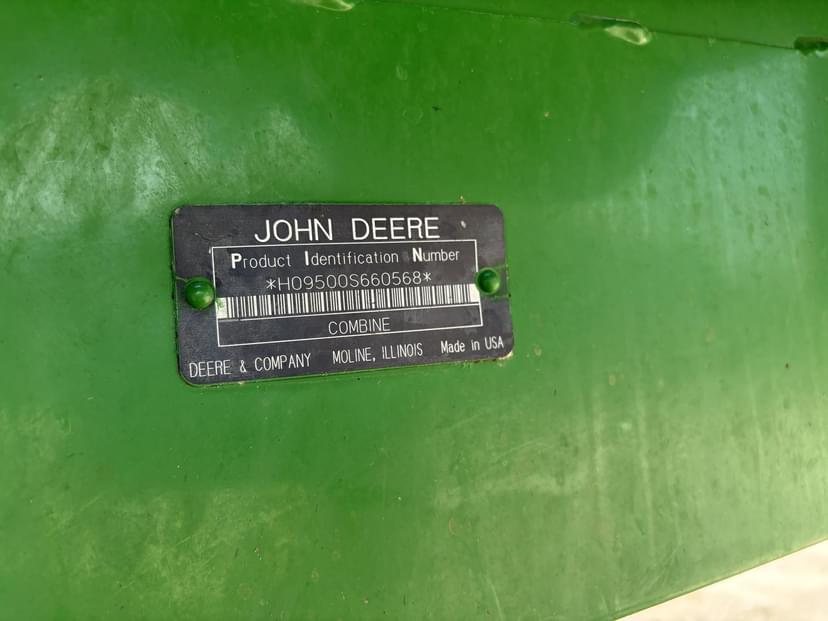 JOHN DEERE
Product Identification Number
*H09500S660568*
COMBINE
DEERE & COMPANY MOLINE, ILLINOIS Made in USA